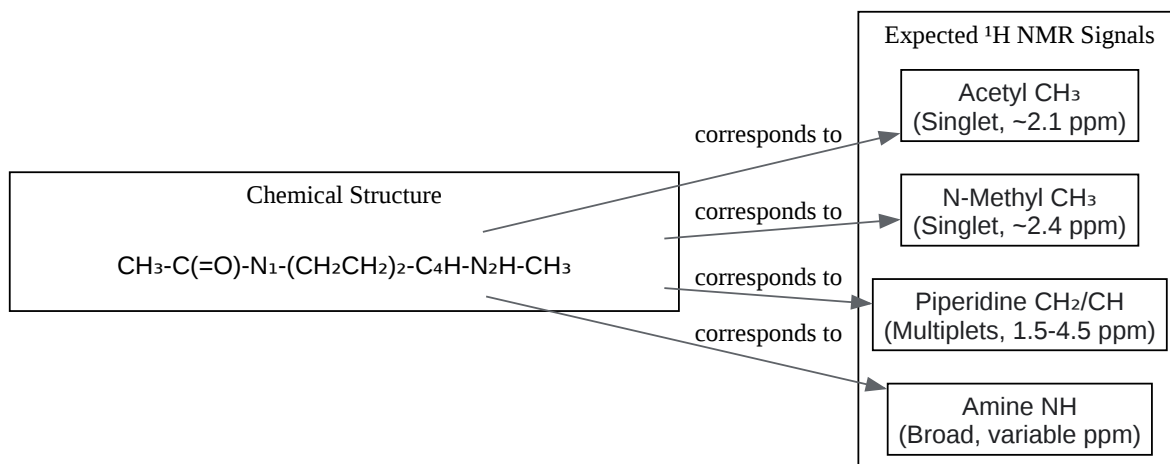 Expected ¹H NMR Signals
Acetyl CH₃
(Singlet, ~2.1 ppm)
corresponds to
Chemical Structure
N-Methyl CH₃
(Singlet, ~2.4 ppm)
corresponds to
CH₃-C(=O)-N₁-(CH₂CH₂)₂-C₄H-N₂H-CH₃
corresponds to
Piperidine CH₂/CH
(Multiplets, 1.5-4.5 ppm)
corresponds to
Amine NH
(Broad, variable ppm)